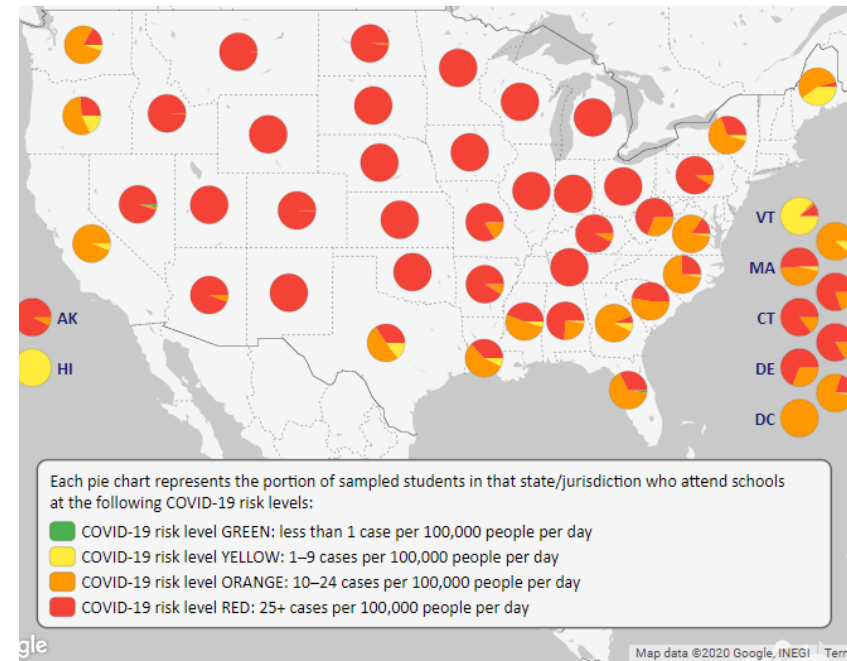 VT
MA
AK
CT
HI
DE
DC
Each pie chart represents the portion of sampled students in that state/jurisdiction who attend schools
at the following COVID-19 risk levels:
COVID-19 risk level GREEN: less than 1 case per 100,000 people per day
COVID-19 risk level YELLOW: 1–9 cases per 100,000 people per day
COVID-19 risk level ORANGE: 10–24 cases per 100,000 people per day
COVID-19 risk level RED: 25+ cases per 100,000 people per day
gle
Map data ©2020 Google, INEGI
Terr